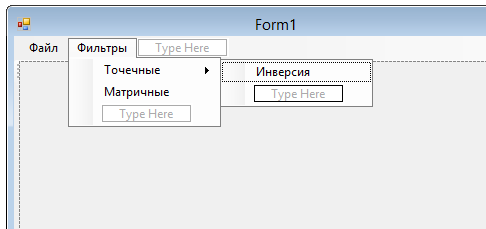 Form1
Файл Фильтры Type Here
Точечные Инверсия
Матричные Type Here
Type Here